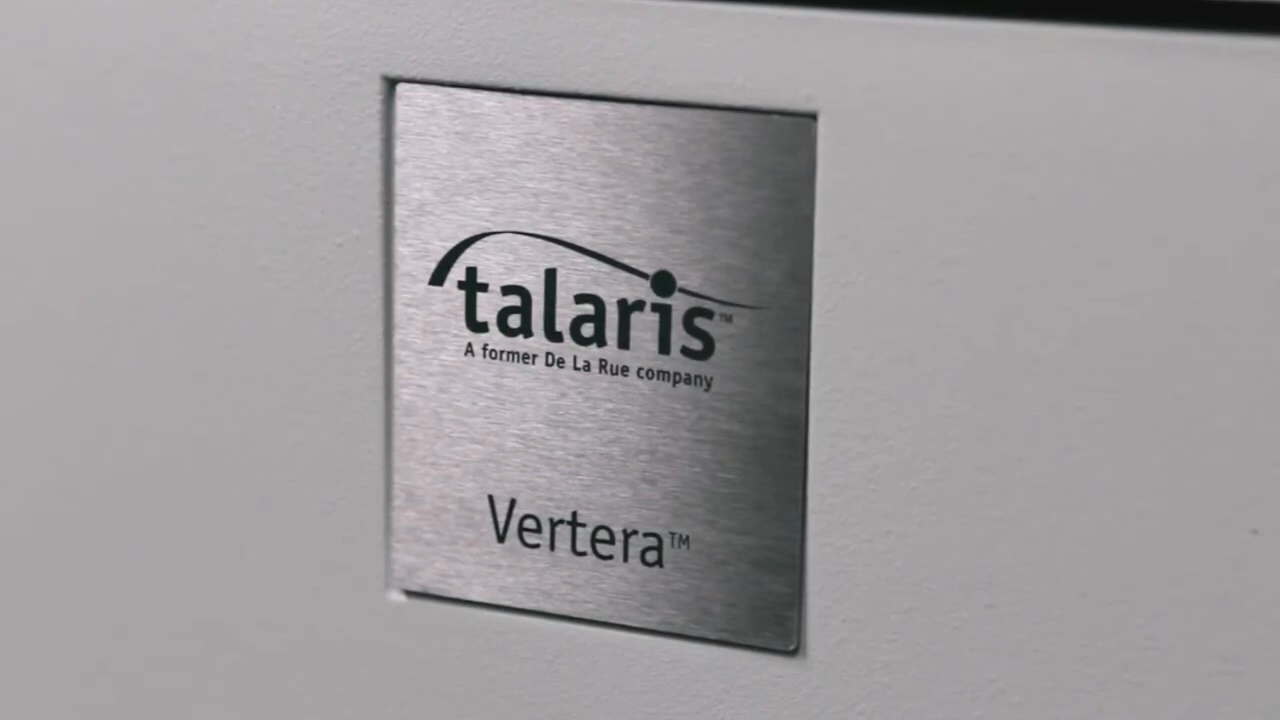 talaris™
A former De La Rue company
Vertera™